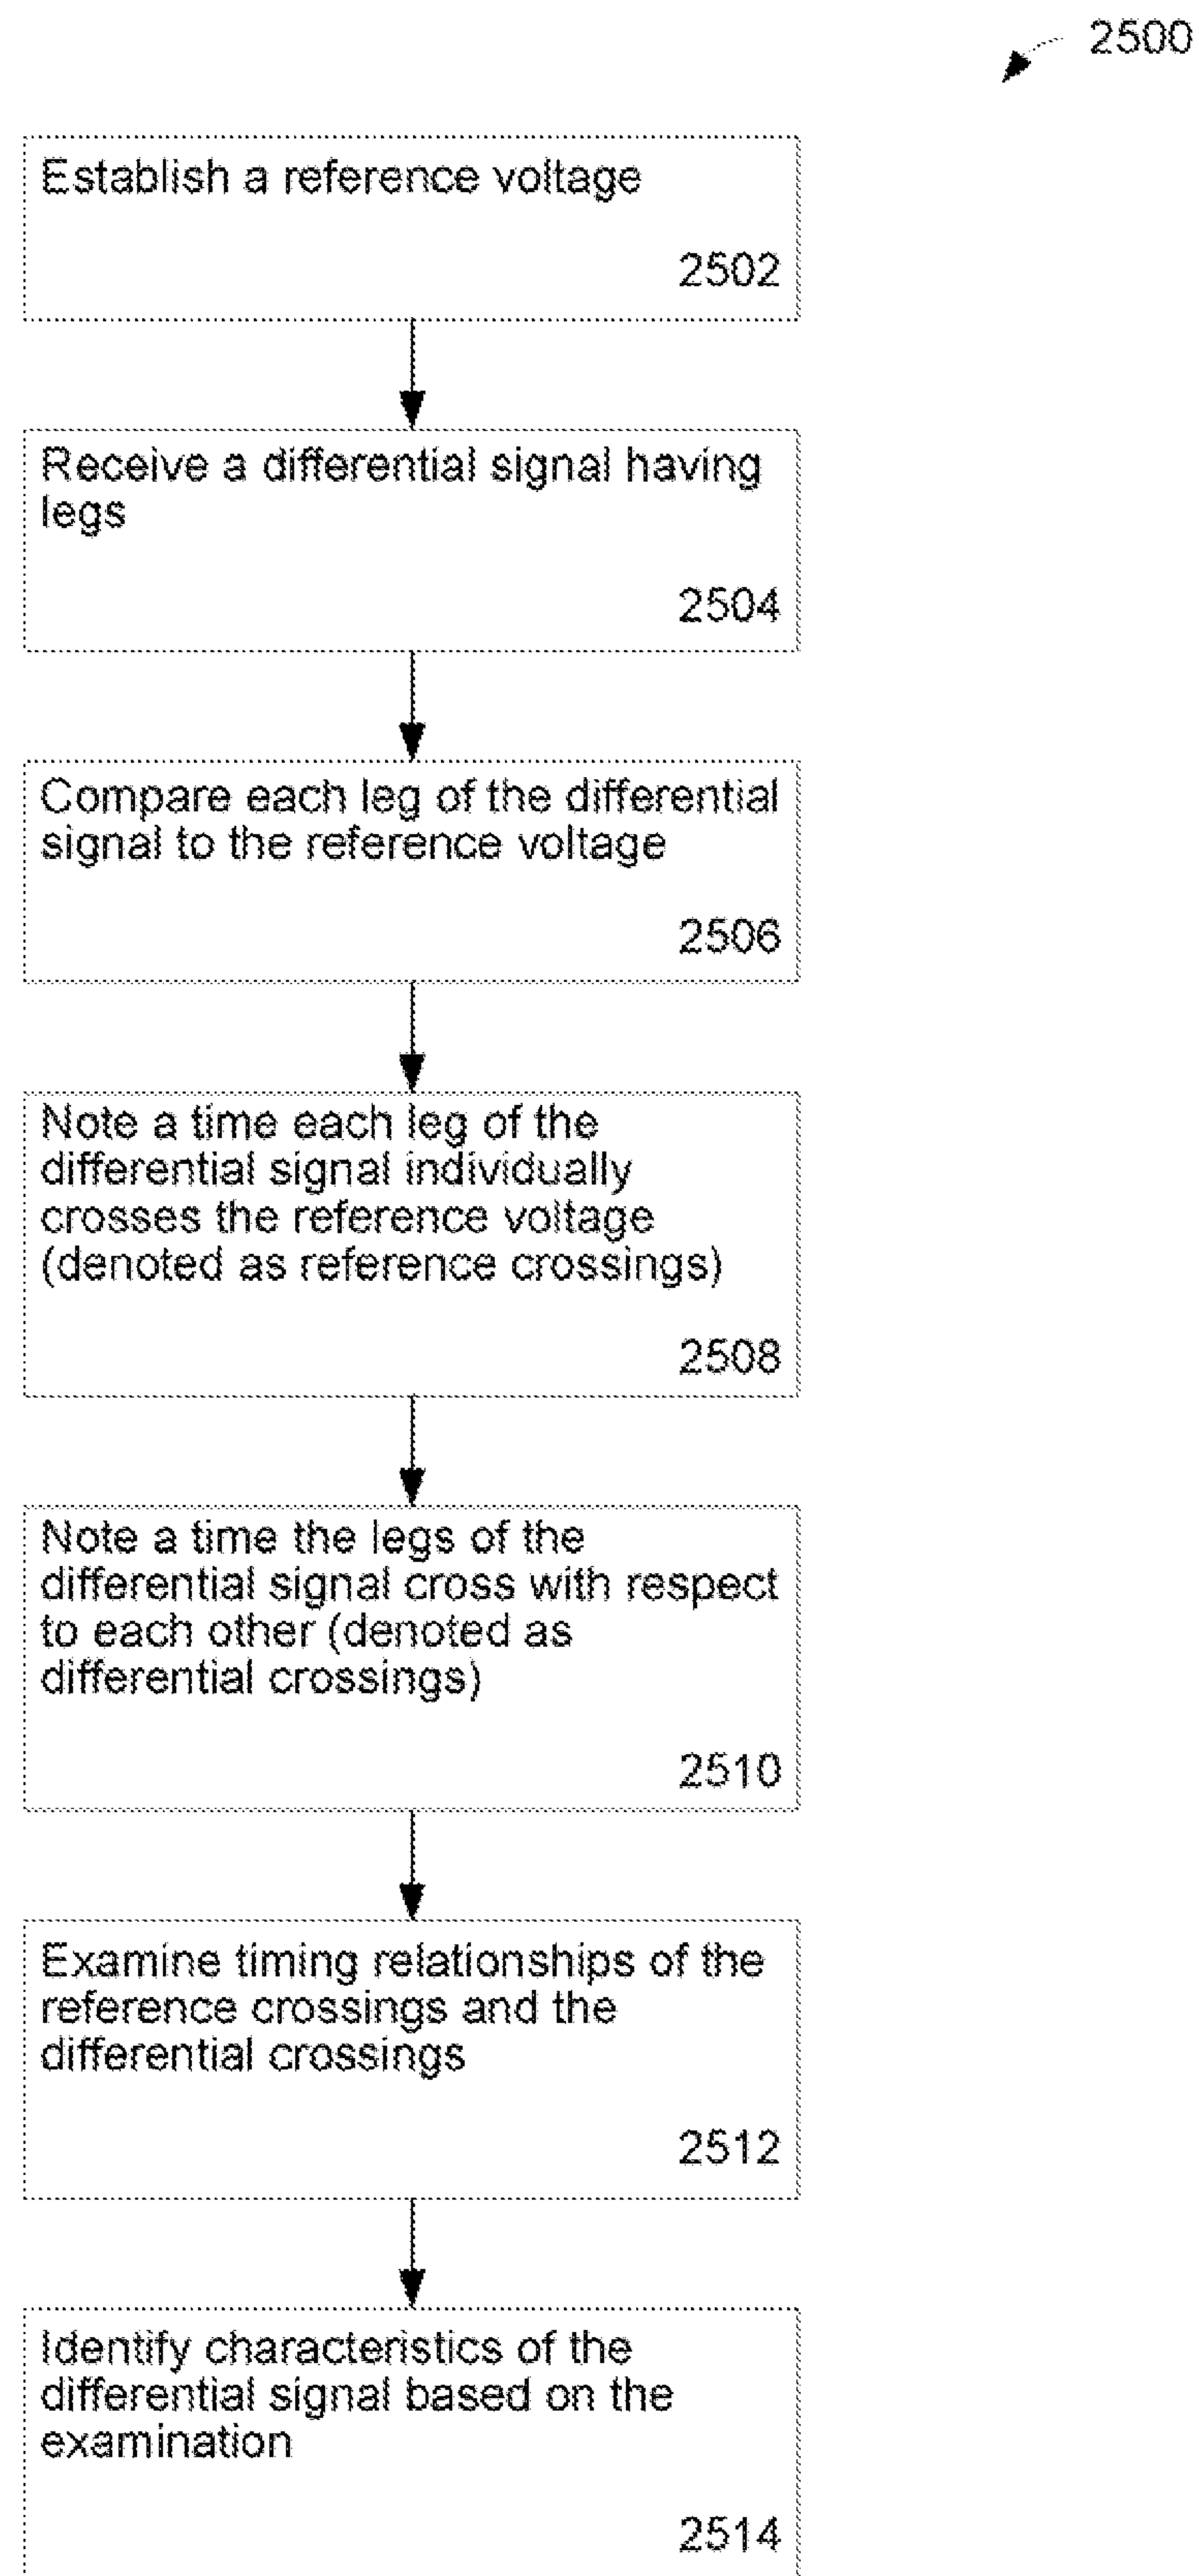 2500
Establish a reference voltage
2502
Receive a differential signal having
legs
2504
Compare each leg of the differential
signal to the reference voltage
2506
Note a time each leg of the
differential signal individually
crosses the reference voltage
(denoted as reference crossings)
2508
Note a time the legs of the
differential signal cross with respect
to each other (denoted as
differential crossings)
2510
Examine timing relationships of the
reference crossings and the
differential crossings
2512
Identify characteristics of the
differential signal based on the
examination
2514